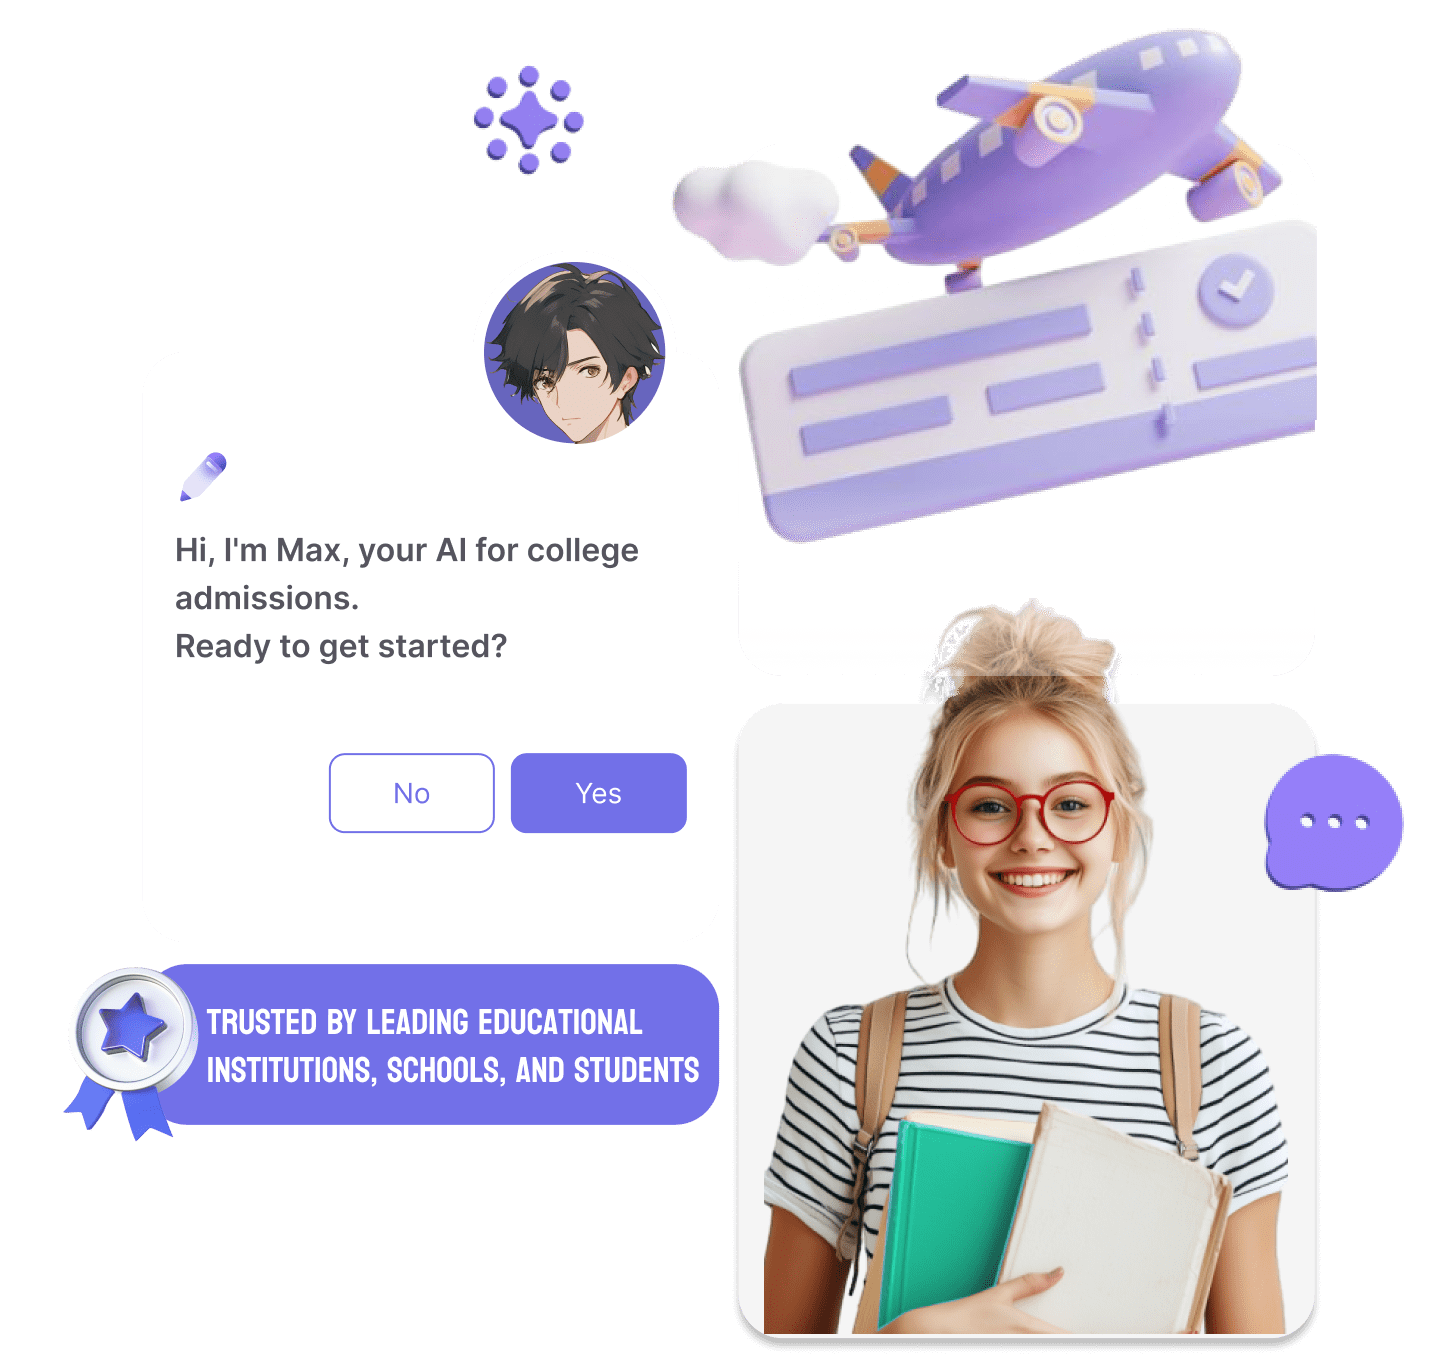 Hi, I'm Max, your AI for college
admissions.
Ready to get started?
No
Yes
TRUSTED BY LEADING EDUCATIONAL
INSTITUTIONS, SCHOOLS, AND STUDENTS